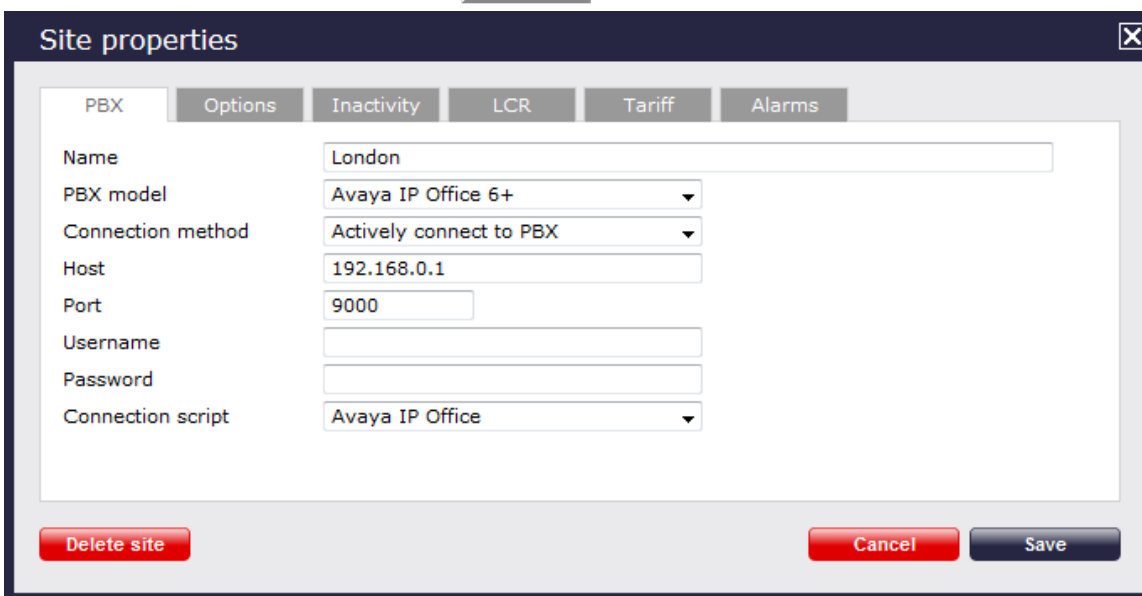 Site properties
PBX Options Inactivity LCR Tariff Alarms
Name London
PBX model Avaya IP Office 6+
Connection method Actively connect to PBX
Host 192.168.0.1
Port 9000
Username
Password
Connection script Avaya IP Office
Delete site Cancel Save